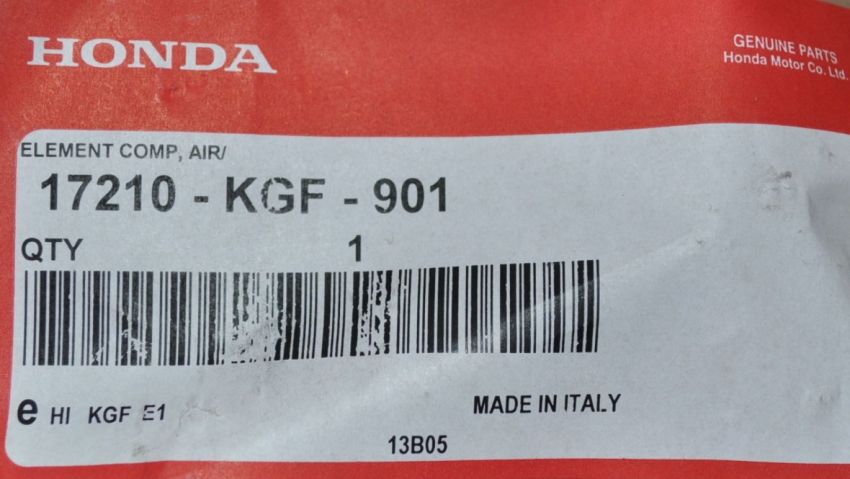 HONDA
GENUINE PARTS
Honda Motor Co. Ltd.
ELEMENT COMP, AIR/
17210 - KGF - 901
QTY 1
e HI KGF E1
MADE IN ITALY
13B05